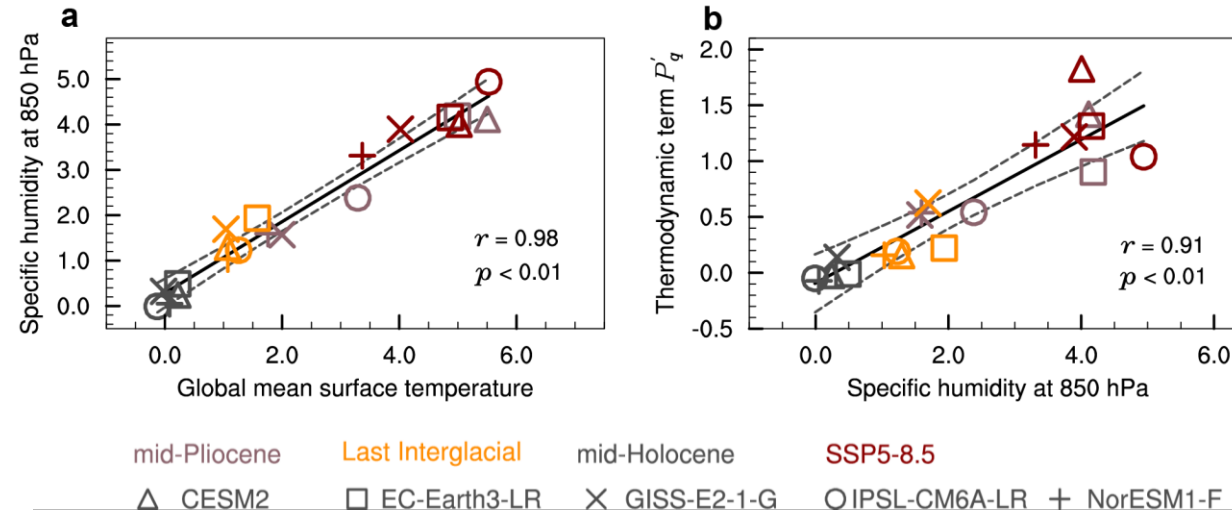 a
Specific humidity at 850 hPa
5.0
4.0
3.0
2.0
1.0
0.0
r = 0.98
p < 0.01
0.0 2.0 4.0 6.0
Global mean surface temperature
b
Thermodynamic term P′q
2.0
1.5
1.0
0.5
0.0
-0.5
r = 0.91
p < 0.01
0.0 2.0 4.0 6.0
Specific humidity at 850 hPa
mid-Pliocene Last Interglacial mid-Holocene SSP5-8.5
CESM2 EC-Earth3-LR GISS-E2-1-G IPSL-CM6A-LR NorESM1-F